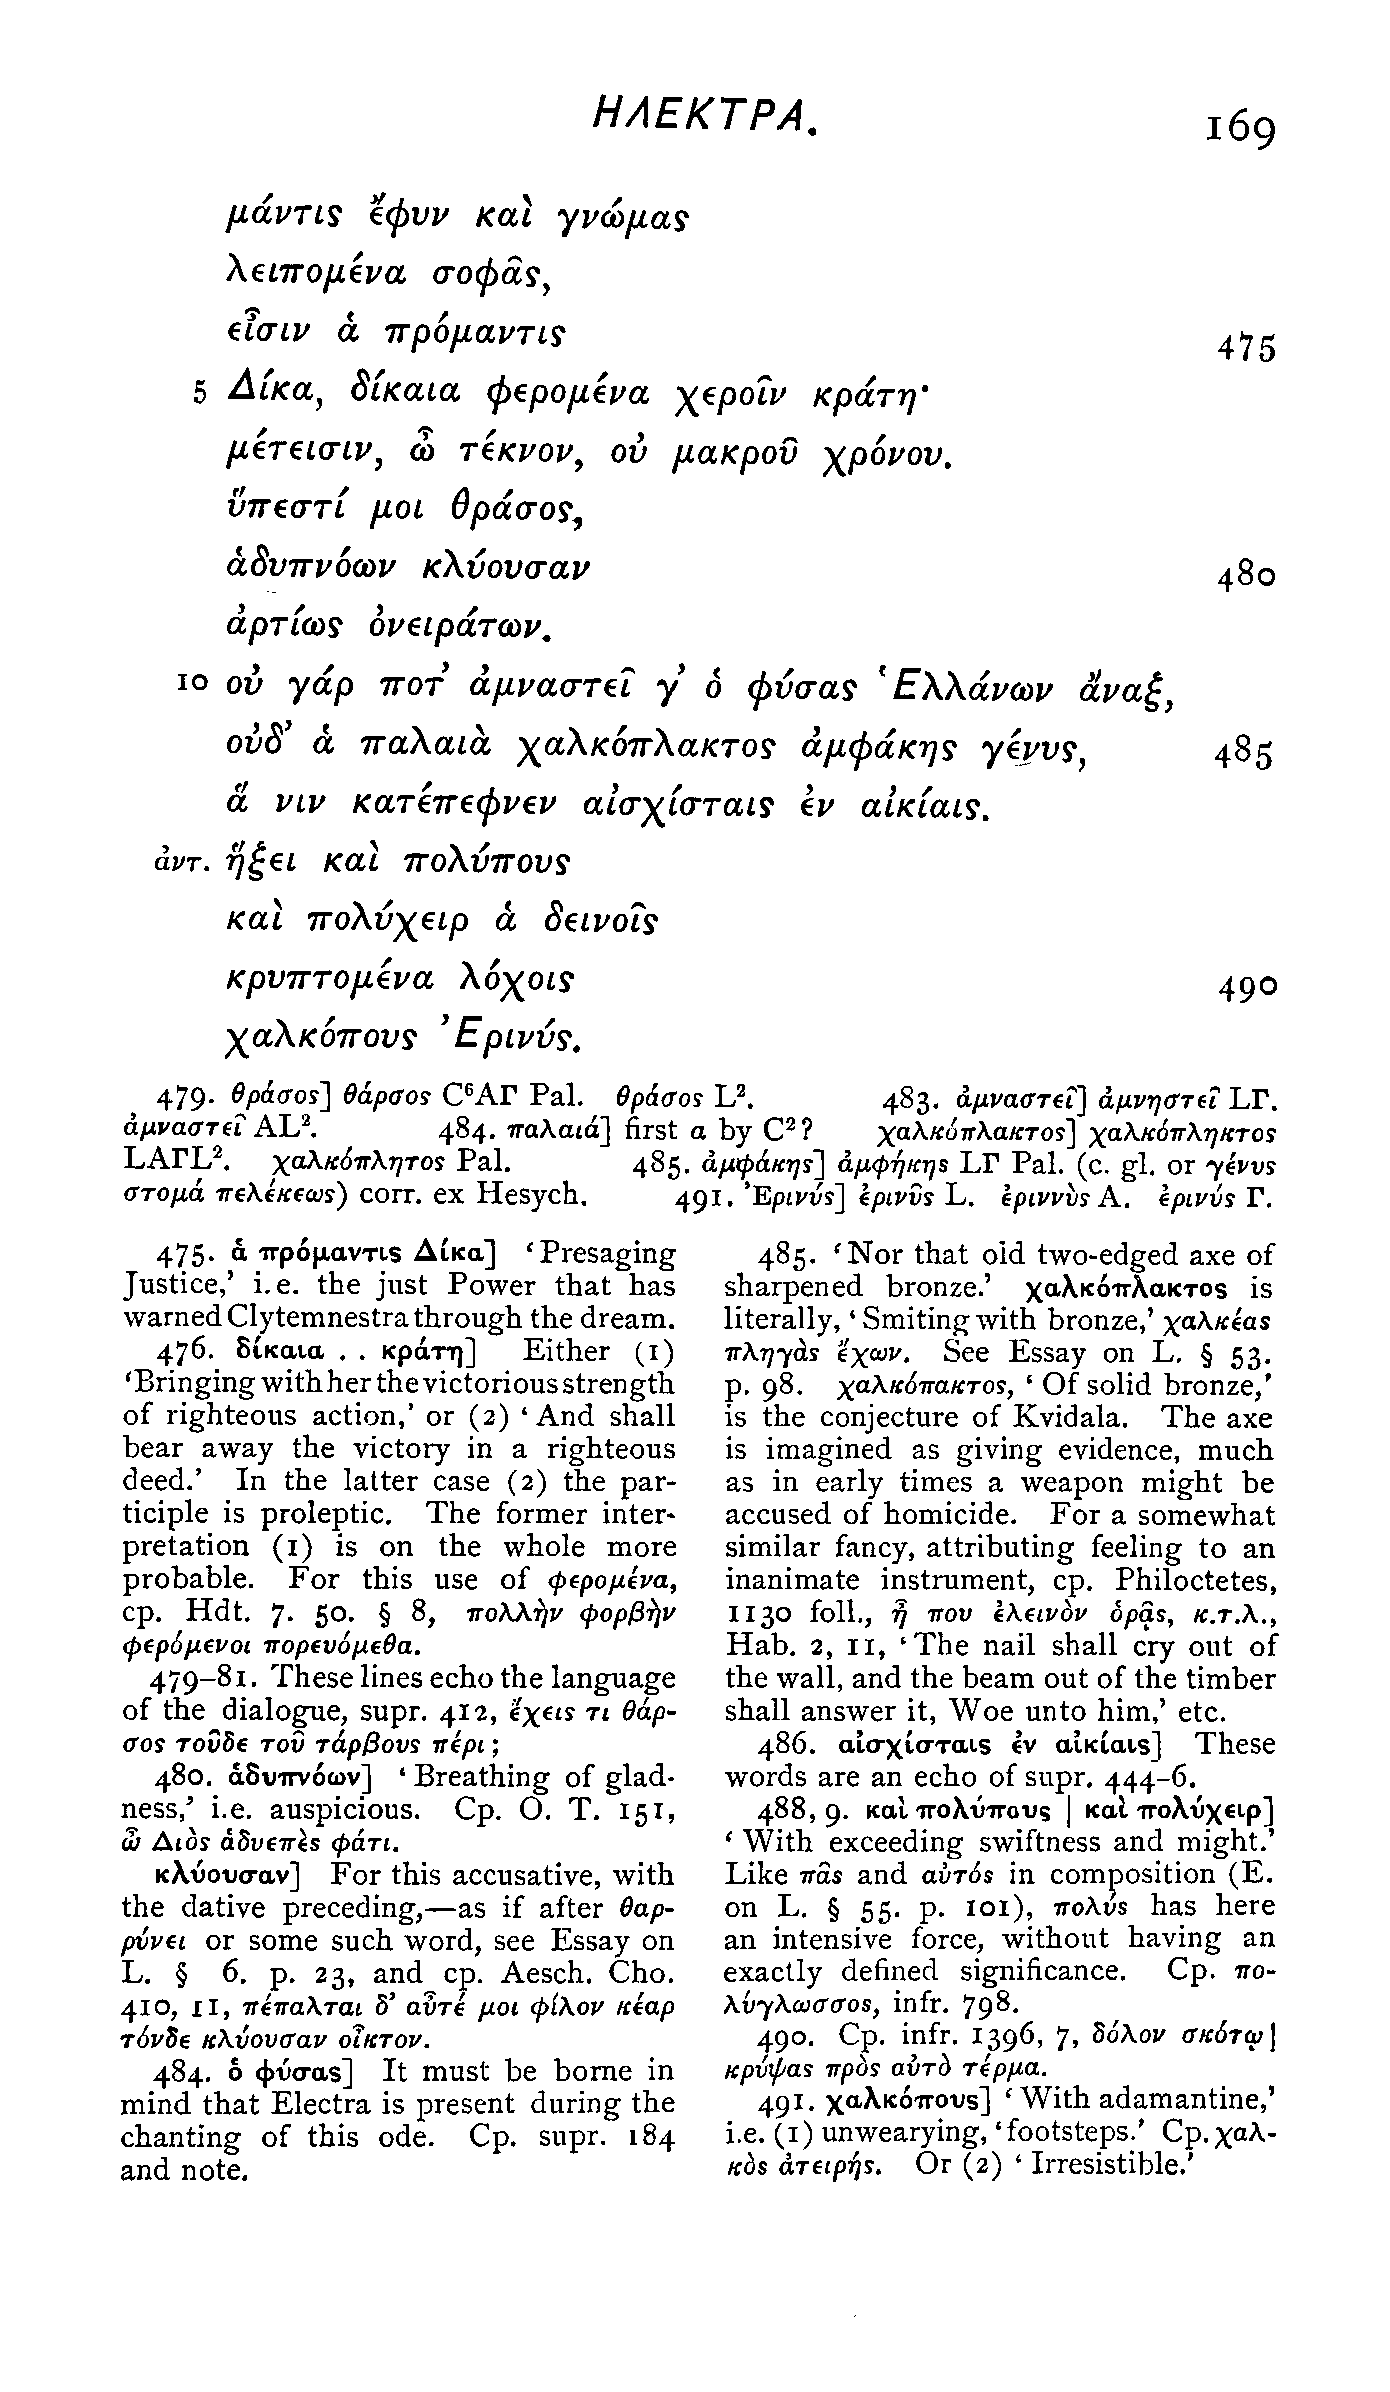 ΗΛΕΚΤΡΑ.
169
μάντις ἔφυν καὶ γνώμας
λειπομένα σοφᾶς,
εἶσιν ἁ πρόμαντις 475
5 Δίκα, δίκαια φερομένα χεροῖν κράτη·
μέτεισιν, ὦ τέκνον, οὐ μακροῦ χρόνου.
ὕπεστί μοι θράσος,
ἁδυπνόων κλύουσαν 480
ἀρτίως ὀνειράτων.
10 οὐ γάρ ποτ’ ἀμναστεῖ γ’ ὁ φύσας Ἑλλάνων ἄναξ,
οὐδ’ ἁ παλαιὰ χαλκόπλακτος ἀμφάκης γένυς, 485
ἅ νιν κατέπεφνεν αἰσχίσταις ἐν αἰκίαις.
ἀντ. ἥξει καὶ πολύπους
καὶ πολύχειρ ἁ δεινοῖς
κρυπτομένα λόχοις 490
χαλκόπους Ἐρινύς.
479. θράσος] θάρσος C⁶ΑΓ Pal. θράσος L². 483. ἀμναστεῖ] ἀμνηστεῖ LΓ.
ἀμναστεῖ AL². 484. παλαιά] first α by C²? χαλκόπλακτος] χαλκόπληκτος
LAΓL². χαλκόπλητος Pal. 485. ἀμφάκης] ἀμφήκης LΓ Pal. (c. gl. or γένυς
στομά πελέκεως) corr. ex Hesych. 491. Ἐρινύς] ἐρινῦς L. ἐριννὺς A. ἐρινύς Γ.
475. ἁ πρόμαντις Δίκα] ‘Presaging
Justice,’ i.e. the just Power that has
warned Clytemnestra through the dream.
476. δίκαια . . κράτη] Either (1)
‘Bringing with her the victorious strength
of righteous action,’ or (2) ‘And shall
bear away the victory in a righteous
deed.’ In the latter case (2) the par-
ticiple is proleptic. The former inter-
pretation (1) is on the whole more
probable. For this use of φερομένα,
cp. Hdt. 7. 50. § 8, πολλὴν φορβὴν
φερόμενοι πορευόμεθα.
479–81. These lines echo the language
of the dialogue, supr. 412, ἔχεις τι θάρ-
σος τοῦδε τοῦ τάρβους πέρι;
480. ἁδυπνόων] ‘Breathing of glad-
ness,’ i.e. auspicious. Cp. O. T. 151,
ὦ Διὸς ἁδυεπὲς φάτι.
κλύουσαν] For this accusative, with
the dative preceding,—as if after θαρ-
ρύνει or some such word, see Essay on
L. § 6. p. 23, and cp. Aesch. Cho.
410, 11, πέπαλται δ’ αὖτέ μοι φίλον κέαρ
τόνδε κλύουσαν οἶκτον.
484. ὁ φύσας] It must be borne in
mind that Electra is present during the
chanting of this ode. Cp. supr. 184
and note.
485. ‘Nor that old two-edged axe of
sharpened bronze.’ χαλκόπλακτος is
literally, ‘Smiting with bronze,’ χαλκέας
πληγὰς ἔχων. See Essay on L. § 53.
p. 98. χαλκόπακτος, ‘Of solid bronze,’
is the conjecture of Kvidala. The axe
is imagined as giving evidence, much
as in early times a weapon might be
accused of homicide. For a somewhat
similar fancy, attributing feeling to an
inanimate instrument, cp. Philoctetes,
1130 foll., ἦ που ἐλεινὸν ὁρᾷς, κ.τ.λ.,
Hab. 2, 11, ‘The nail shall cry out of
the wall, and the beam out of the timber
shall answer it, Woe unto him,’ etc.
486. αἰσχίσταις ἐν αἰκίαις] These
words are an echo of supr. 444–6.
488, 9. καὶ πολύπους | καὶ πολύχειρ]
‘With exceeding swiftness and might.’
Like πᾶς and αὐτός in composition (E.
on L. § 55. p. 101), πολύς has here
an intensive force, without having an
exactly defined significance. Cp. πο-
λύγλωσσος, infr. 798.
490. Cp. infr. 1396, 7, δόλον σκότῳ |
κρύψας πρὸς αὐτὸ τέρμα.
491. χαλκόπους] ‘With adamantine,’
i.e. (1) unwearying, ‘footsteps.’ Cp. χαλ-
κὸς ἀτειρής. Or (2) ‘Irresistible.’